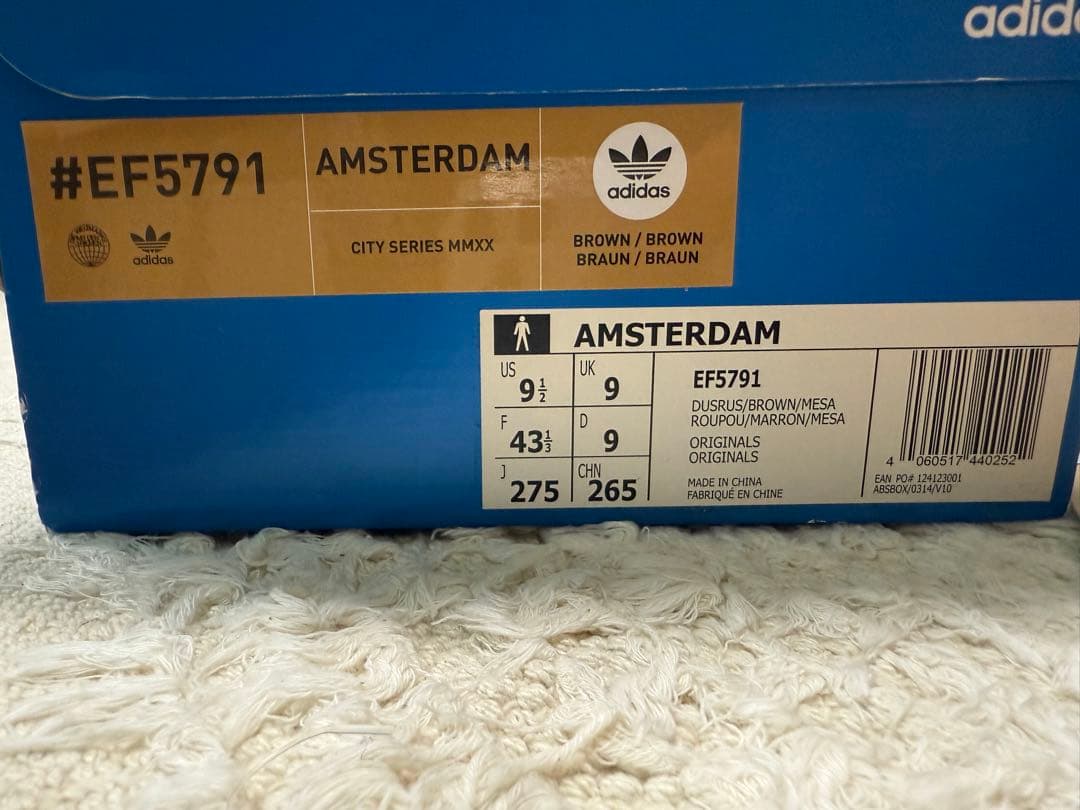 adid
#EF5791
adidas
AMSTERDAM
CITY SERIES MMXX
adidas
BROWN / BROWN
BRAUN / BRAUN
AMSTERDAM
US 9½
UK 9
F 43⅓
D 9
J 275
CHN 265
EF5791
DUSRUS/BROWN/MESA
ROUPOU/MARRON/MESA
ORIGINALS
ORIGINALS
MADE IN CHINA
FABRIQUÉ EN CHINE
4 060517 440252
EAN PO# 124123001
ABSBOX/0314/V10